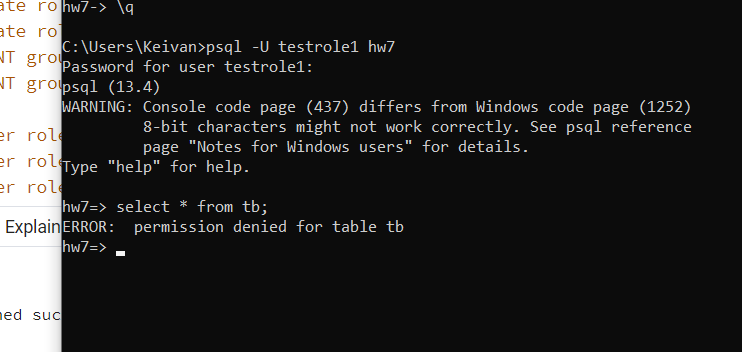 hw7-> \q
C:\Users\Keivan>psql -U testrole1 hw7
Password for user testrole1:
psql (13.4)
WARNING: Console code page (437) differs from Windows code page (1252)
8-bit characters might not work correctly. See psql reference
page "Notes for Windows users" for details.
Type "help" for help.
hw7=> select * from tb;
ERROR:  permission denied for table tb
hw7=>
ate ro
ate rol
NT grou
NT grou
er rol
er role
er role
Explain
ned suc